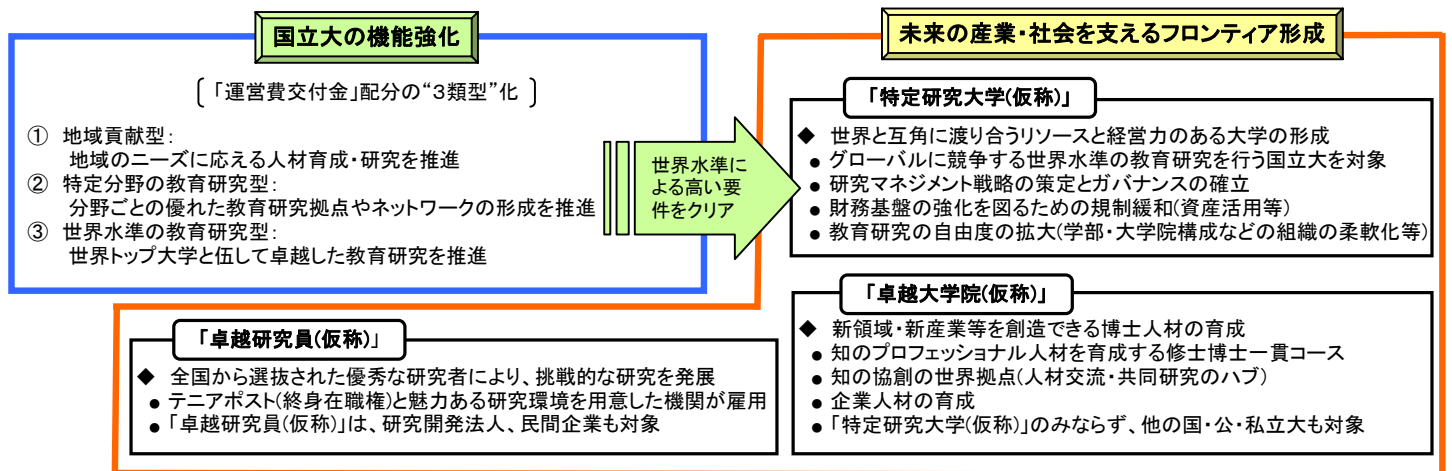 国立大の機能強化
「運営費交付金」配分の“3類型”化
① 地域貢献型:
地域のニーズに応える人材育成・研究を推進
② 特定分野の教育研究型:
分野ごとの優れた教育研究拠点やネットワークの形成を推進
③ 世界水準の教育研究型:
世界トップ大学と伍して卓越した教育研究を推進
世界水準に
よる高い要
件をクリア
未来の産業・社会を支えるフロンティア形成
「特定研究大学(仮称)」
◆ 世界と互角に渡り合うリソースと経営力のある大学の形成
● グローバルに競争する世界水準の教育研究を行う国立大を対象
● 研究マネジメント戦略の策定とガバナンスの確立
● 財務基盤の強化を図るための規制緩和(資産活用等)
● 教育研究の自由度の拡大(学部・大学院構成などの組織の柔軟化等)
「卓越研究員(仮称)」
◆ 全国から選抜された優秀な研究者により、挑戦的な研究を発展
● テニアポスト(終身在職権)と魅力ある研究環境を用意した機関が雇用
● 「卓越研究員(仮称)」は、研究開発法人、民間企業も対象
「卓越大学院(仮称)」
◆ 新領域・新産業等を創造できる博士人材の育成
● 知のプロフェッショナル人材を育成する修士博士一貫コース
● 知の協創の世界拠点(人材交流・共同研究のハブ)
● 企業人材の育成
● 「特定研究大学(仮称)」のみならず、他の国・公・私立大も対象